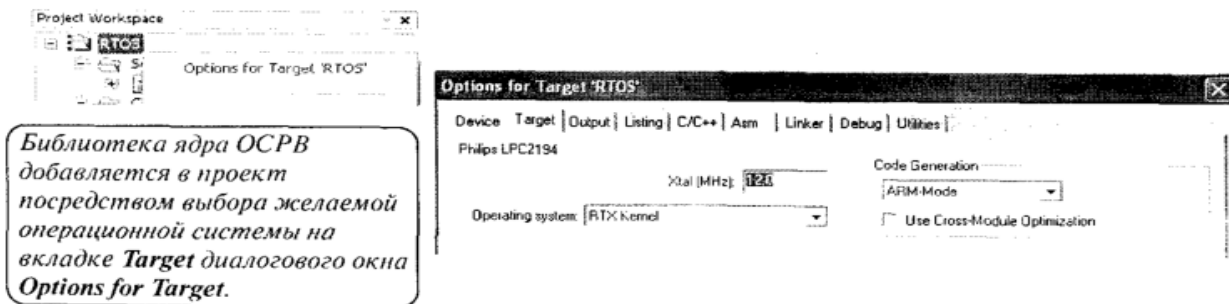 Project Workspace
RTOS
Options for Target 'RTOS'
Библиотека ядра ОСРВ
добавляется в проект
посредством выбора желаемой
операционной системы на
вкладке Target диалогового окна
Options for Target.
Options for Target 'RTOS'
Device Target Output Listing C/C++ Asm Linker Debug Utilities
Philips LPC2194
Code Generation
Xtal (MHz): 12.0
ARM-Mode
Operating system: RTX Kernel
Use Cross-Module Optimization